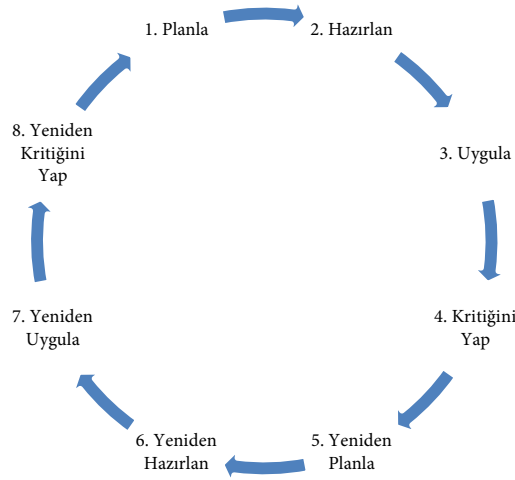 1. Planla
2. Hazırlan
3. Uygula
4. Kritiğini
Yap
5. Yeniden
Planla
6. Yeniden
Hazırlan
7. Yeniden
Uygula
8. Yeniden
Kritiğini
Yap